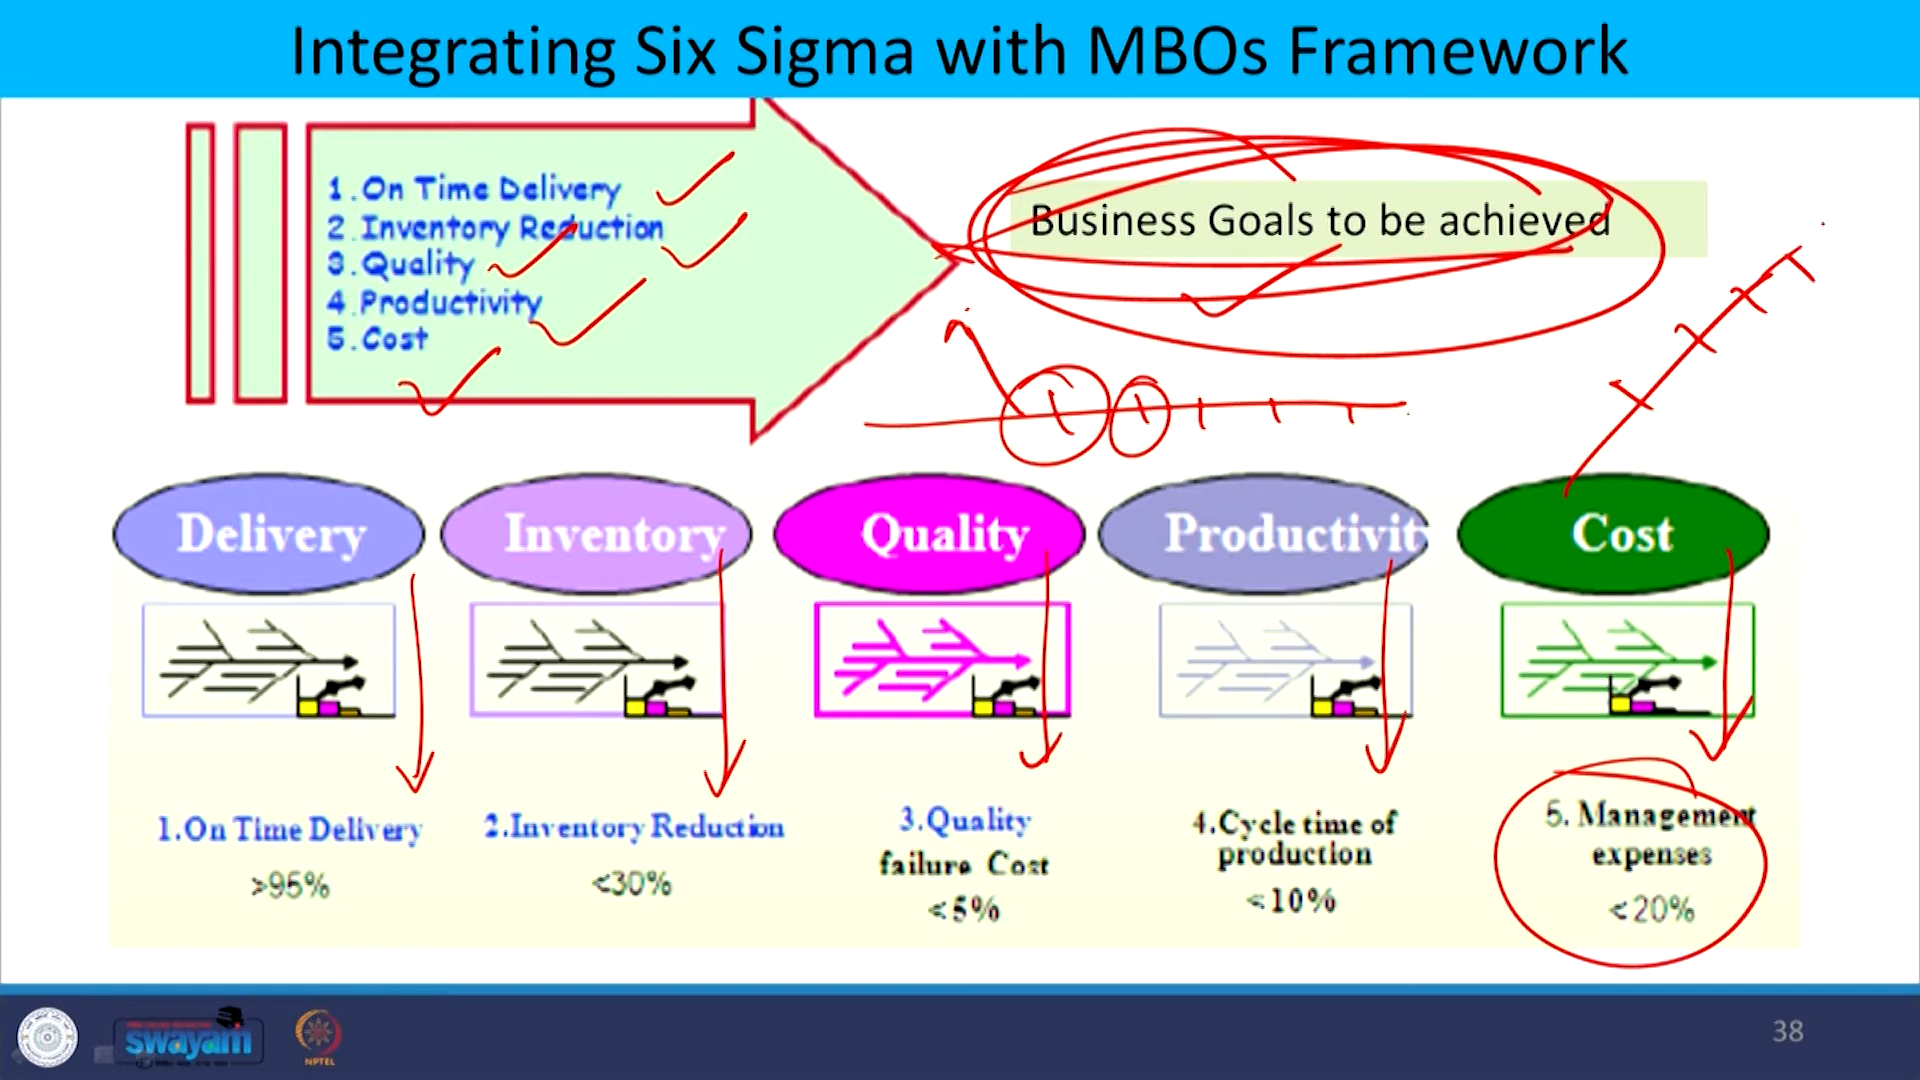 Integrating Six Sigma with MBOs Framework
1.On Time Delivery
2.Inventory Reduction
3.Quality
4.Productivity
5.Cost
Business Goals to be achieved
Delivery
Inventory
Quality
Productivit
Cost
1.On Time Delivery
>95%
2.Inventory Reduction
<30%
3.Quality
failure Cost
<5%
4.Cycle time of
production
<10%
5. Management
expenses
<20%
swayam
NPTEL
38